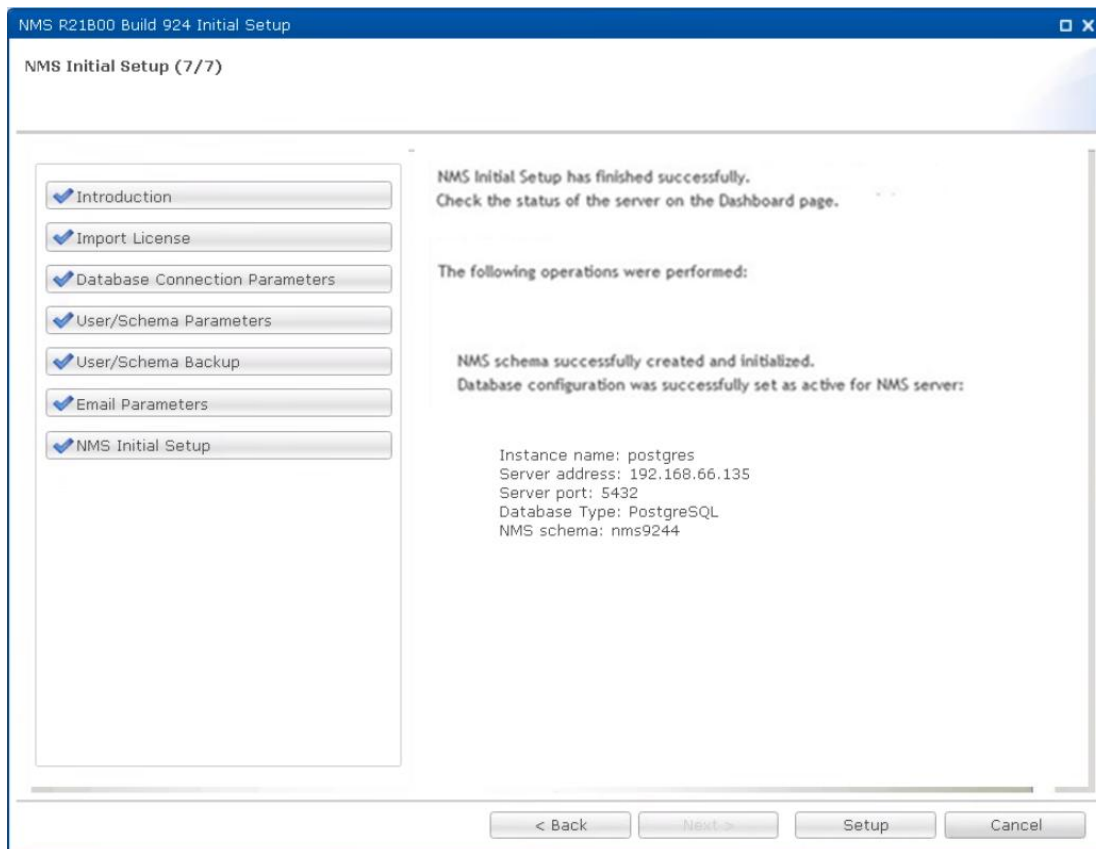 NMS R21B00 Build 924 Initial Setup
NMS Initial Setup (7/7)
Introduction
Import License
Database Connection Parameters
User/Schema Parameters
User/Schema Backup
Email Parameters
NMS Initial Setup
NMS Initial Setup has finished successfully.
Check the status of the server on the Dashboard page.
The following operations were performed:
NMS schema successfully created and initialized.
Database configuration was successfully set as active for NMS server:
Instance name: postgres
Server address: 192.168.66.135
Server port: 5432
Database Type: PostgreSQL
NMS schema: nms9244
< Back
Next >
Setup
Cancel